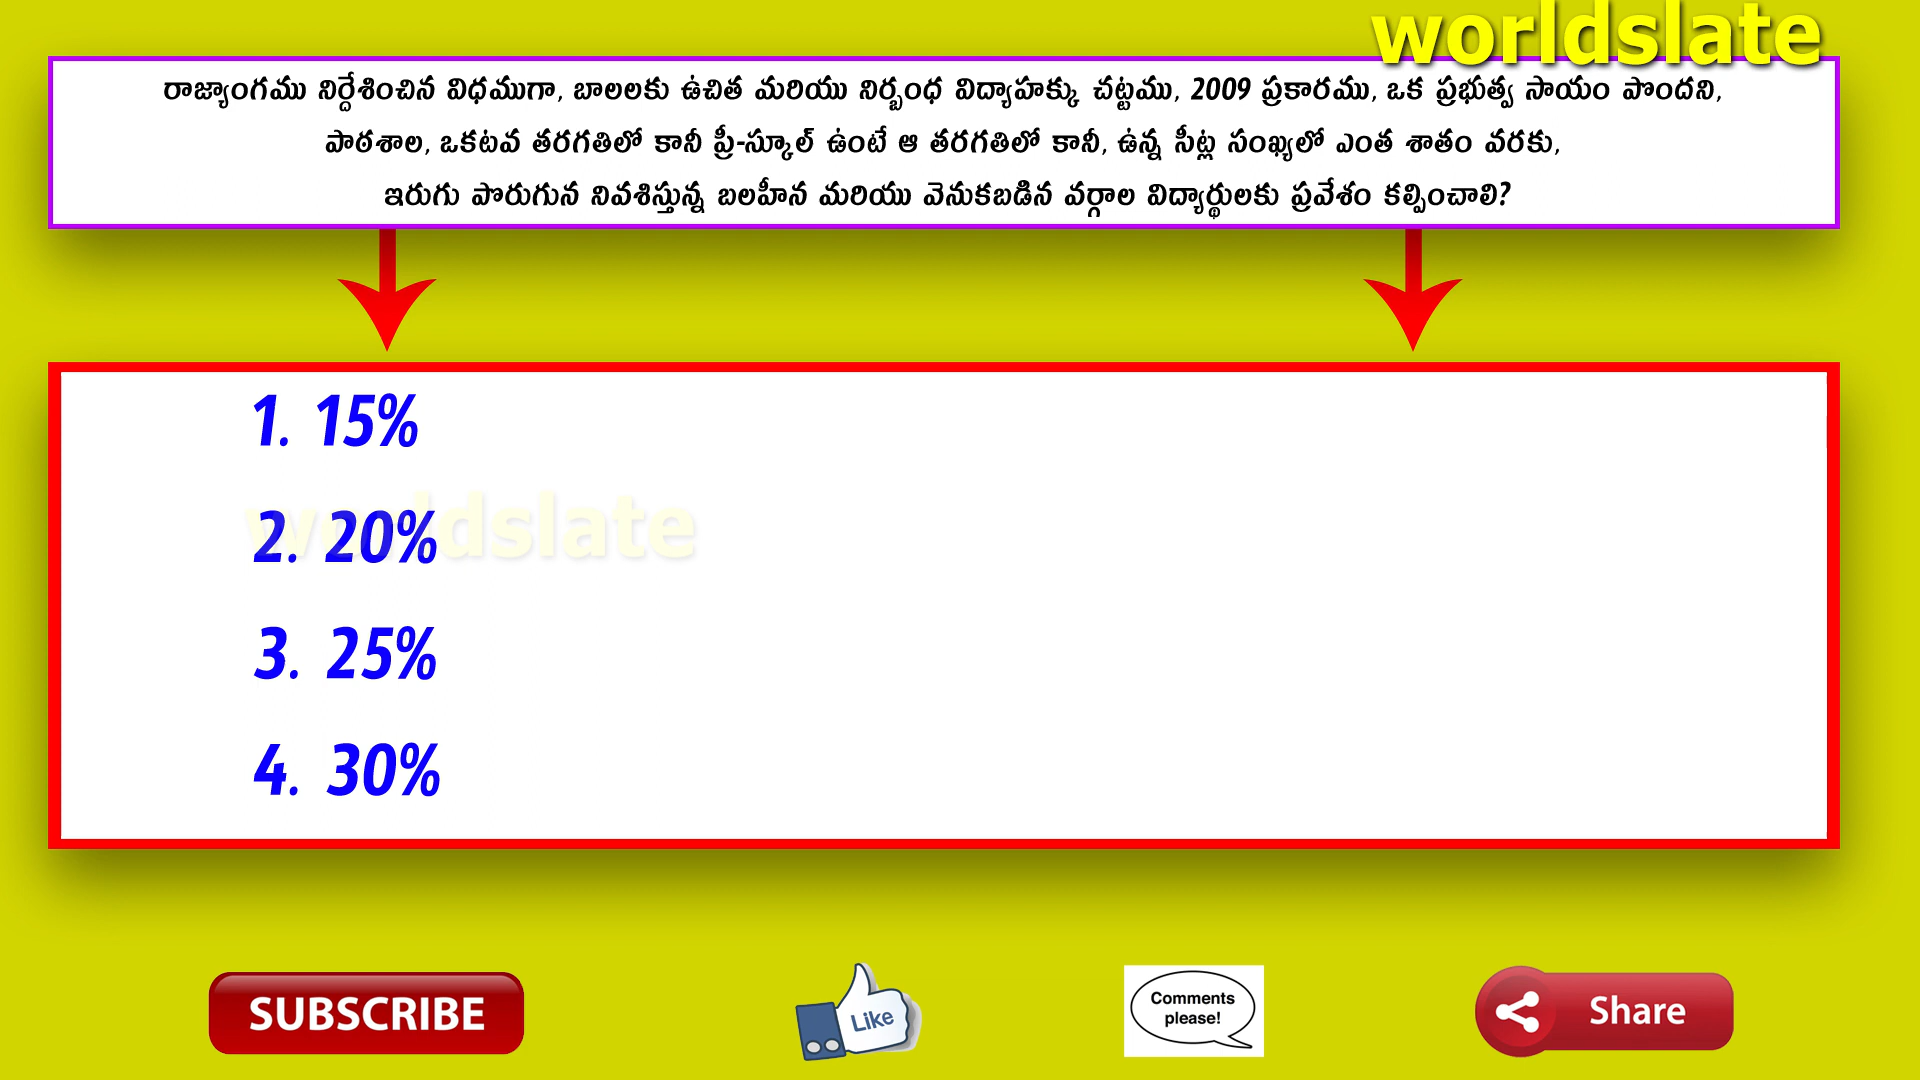 worldslate
రాజ్యాంగము నిర్దేశించిన విధముగా, బాలలకు ఉచిత మరియు నిర్బంధ విద్యాహక్కు చట్టము, 2009 ప్రకారము, ఒక ప్రభుత్వ సాయం పొందని,
పాఠశాల, ఒకటవ తరగతిలో కానీ ప్రీ-స్కూల్ ఉంటే ఆ తరగతిలో కానీ, ఉన్న సీట్ల సంఖ్యలో ఎంత శాతం వరకు,
ఇరుగు పొరుగున నివశిస్తున్న బలహీన మరియు వెనుకబడిన వర్గాల విద్యార్థులకు ప్రవేశం కల్పించాలి?
1. 15%
worldslate
2. 20%
3. 25%
4. 30%
SUBSCRIBE
Like
Comments
please!
Share